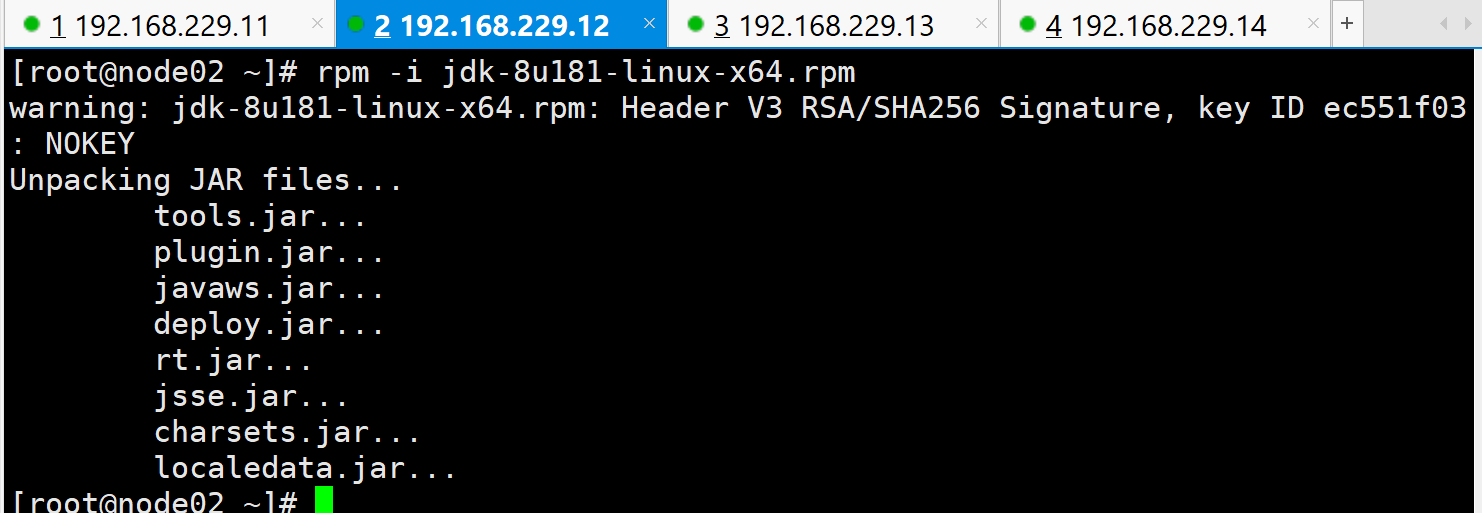 1 192.168.229.11 × 2 192.168.229.12 × 3 192.168.229.13 × 4 192.168.229.14 × +
[root@node02 ~]# rpm -i jdk-8u181-linux-x64.rpm
warning: jdk-8u181-linux-x64.rpm: Header V3 RSA/SHA256 Signature, key ID ec551f03
: NOKEY
Unpacking JAR files...
tools.jar...
plugin.jar...
javaws.jar...
deploy.jar...
rt.jar...
jsse.jar...
charsets.jar...
localedata.jar...
[root@node02 ~]#